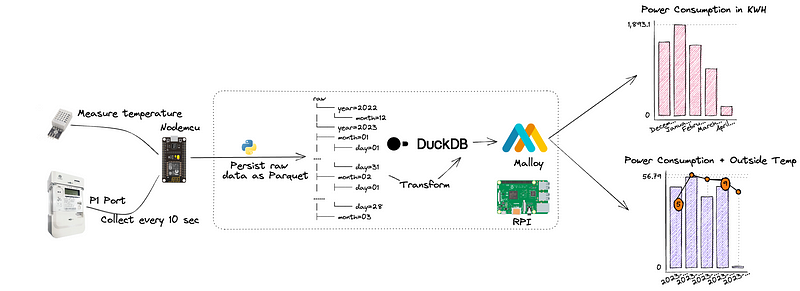 Measure temperature
Nodemcu
P1 Port
Collect every 10 sec
Persist raw
data as Parquet
raw
year=2022
month=12
year=2023
month=01
day=01
....
day=31
month=02
day=01
......
day=28
month=03
Transform
DuckDB
Malloy
RPI
Power Consumption in KWH
1,893.1
0
Decem...
Janu...
Febru...
March...
April...
Power Consumption + Outside Temp
56.79
5
9
0
2023-...
2023-...
2023-...
2023-...
2023-...